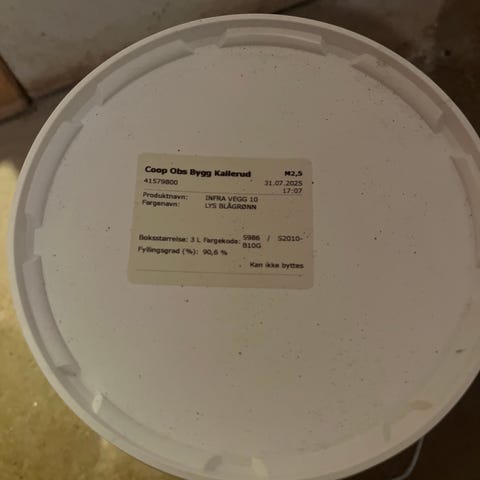 Coop Obs Bygg Kallerud M2,5
41579800 31.07.2025
17:07
Produktnavn: INFRA VEGG 10
Fargenavn: LYS BLÅGRØNN
Boksstørrelse: 3 L Fargekode: 5986 / S2010-
B10G
Fyllingsgrad (%): 90,6 %
Kan ikke byttes